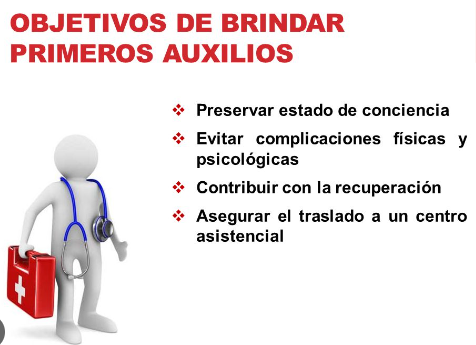 OBJETIVOS DE BRINDAR
PRIMEROS AUXILIOS
❖ Preservar estado de conciencia
❖ Evitar complicaciones físicas y
psicológicas
❖ Contribuir con la recuperación
❖ Asegurar el traslado a un centro
asistencial